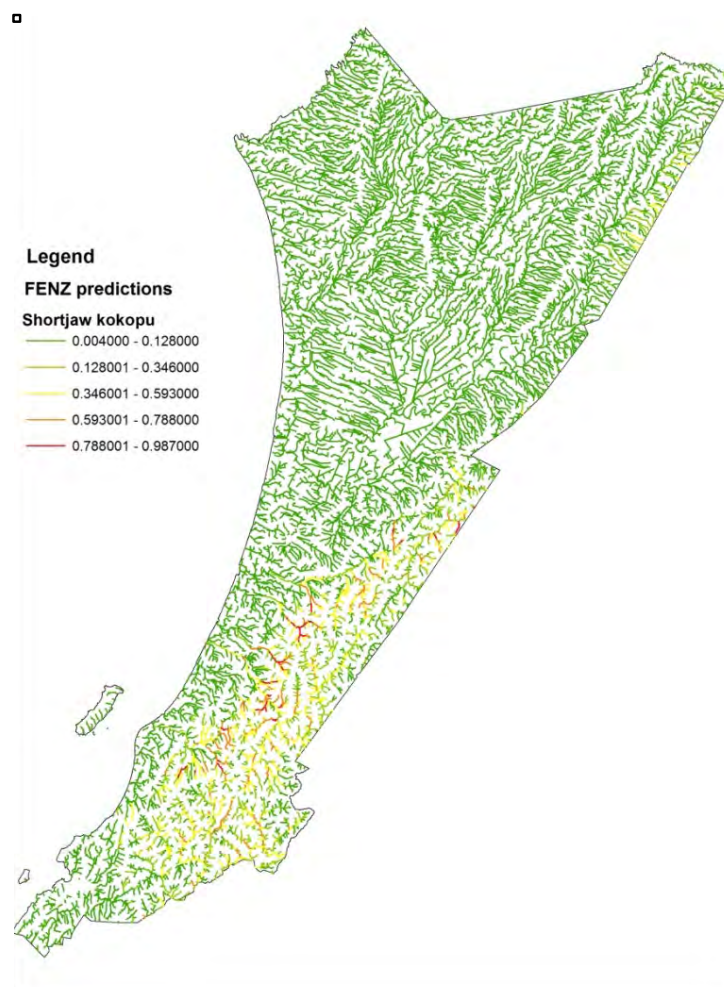 Legend
FENZ predictions
Shortjaw kokopu
0.004000 - 0.128000
0.128001 - 0.346000
0.346001 - 0.593000
0.593001 - 0.788000
0.788001 - 0.987000